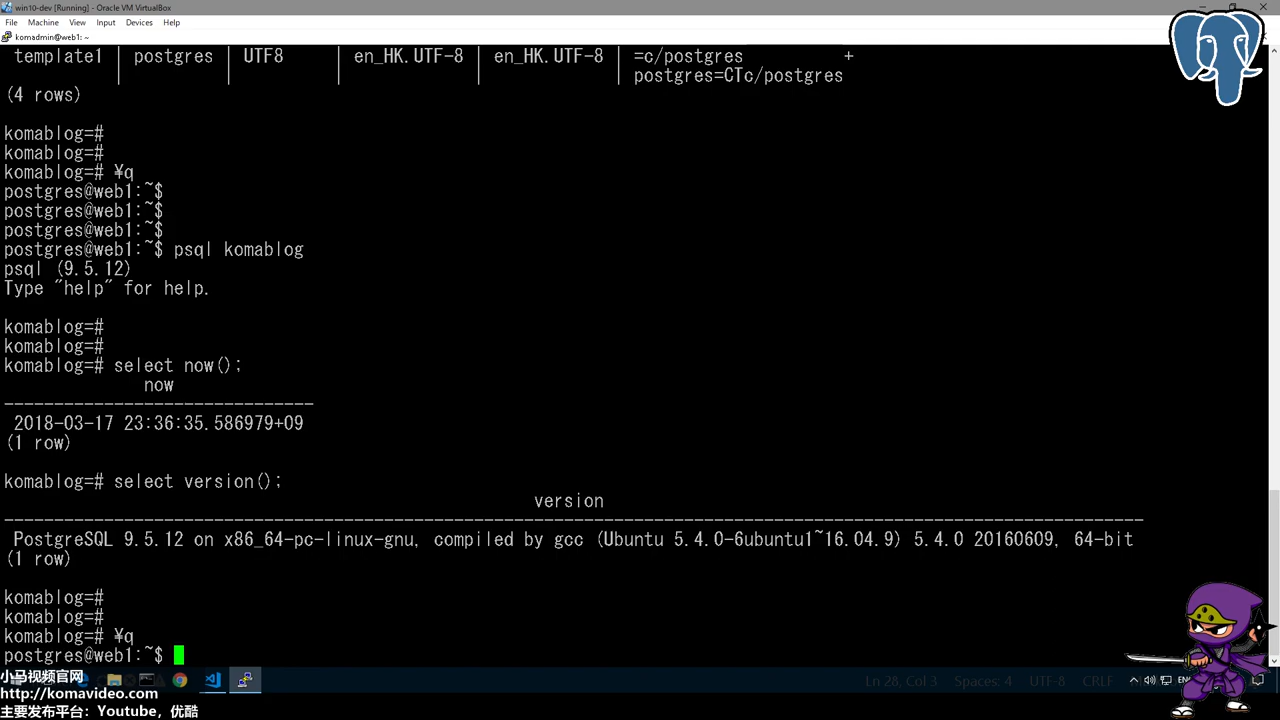 win10-dev [Running] - Oracle VM VirtualBox
File Machine View Input Devices Help
komadmin@web1: ~
template1 | postgres | UTF8 | en_HK.UTF-8 | en_HK.UTF-8 | =c/postgres +
| | | | | postgres=CTc/postgres
(4 rows)
komablog=#
komablog=#
komablog=# ¥q
postgres@web1:~$
postgres@web1:~$
postgres@web1:~$
postgres@web1:~$ psql komablog
psql (9.5.12)
Type "help" for help.
komablog=#
komablog=#
komablog=# select now();
now
-------------------------------
2018-03-17 23:36:35.586979+09
(1 row)
komablog=# select version();
version
------------------------------------------------------------------------------------------------------------------
PostgreSQL 9.5.12 on x86_64-pc-linux-gnu, compiled by gcc (Ubuntu 5.4.0-6ubuntu1~16.04.9) 5.4.0 20160609, 64-bit
(1 row)
komablog=#
komablog=#
komablog=# ¥q
postgres@web1:~$
Ln 28, Col 3 Spaces: 4 UTF-8 CRLF
小马视频官网
http://komavideo.com
主要发布平台：Youtube，优酷